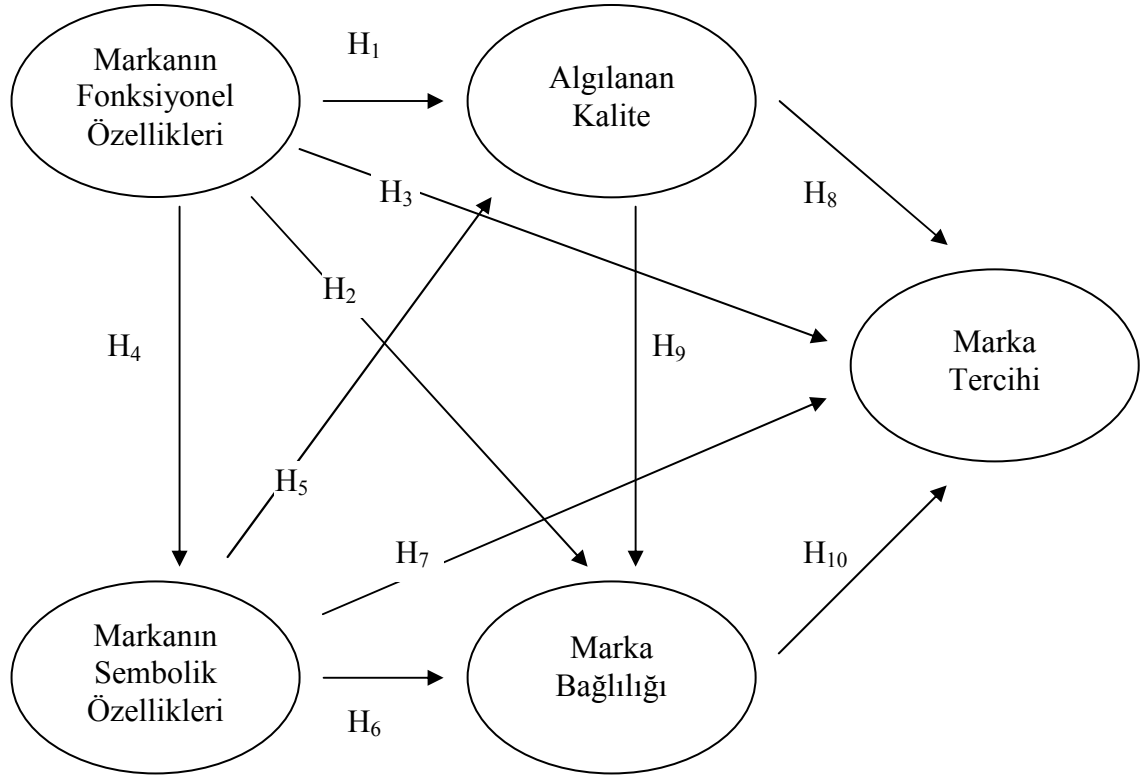 Markanın
Fonksiyonel
Özellikleri
H₁
Algılanan
Kalite
H₃
H₈
H₂
H₄
H₉
Marka
Tercihi
H₅
H₇
H₁₀
Markanın
Sembolik
Özellikleri
H₆
Marka
Bağlılığı